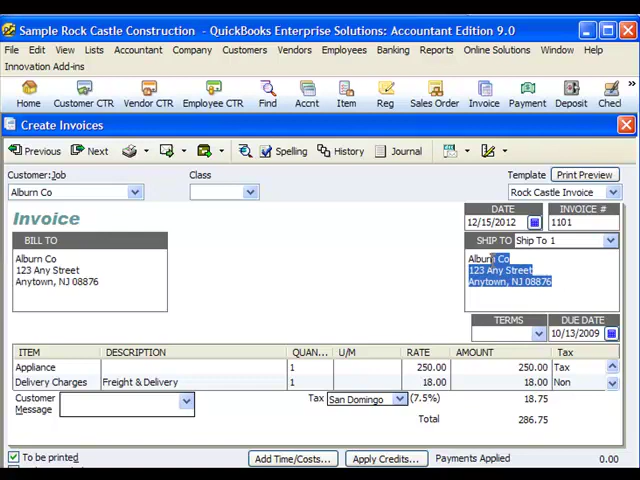 Sample Rock Castle Construction - QuickBooks Enterprise Solutions: Accountant Edition 9.0
File Edit View Lists Accountant Company Customers Vendors Employees Banking Reports Online Solutions Window Help
Innovation Add-ins
Home Customer CTR Vendor CTR Employee CTR Find Accnt Item Reg Sales Order Invoice Payment Deposit Checl
Create Invoices
Previous Next Spelling History Journal
Customer:Job Class Template Print Preview
Alburn Co Rock Castle Invoice
Invoice
DATE INVOICE #
12/15/2012 1101
BILL TO SHIP TO Ship To 1
Alburn Co Alburn Co
123 Any Street 123 Any Street
Anytown, NJ 08876 Anytown, NJ 08876
TERMS DUE DATE
10/13/2009
ITEM DESCRIPTION QUAN... U/M RATE AMOUNT Tax
Appliance 1 250.00 250.00 Tax
Delivery Charges Freight & Delivery 1 18.00 18.00 Non
Customer Message Tax San Domingo (7.5%) 18.75
Total 286.75
To be printed Add Time/Costs... Apply Credits... Payments Applied 0.00